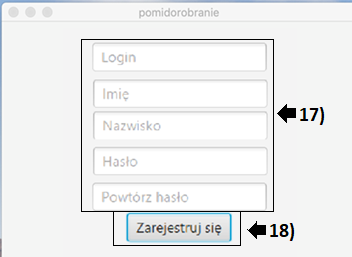 pomidorobranie
Login
Imię
Nazwisko
17)
Hasło
Powtórz hasło
Zarejestruj się
18)